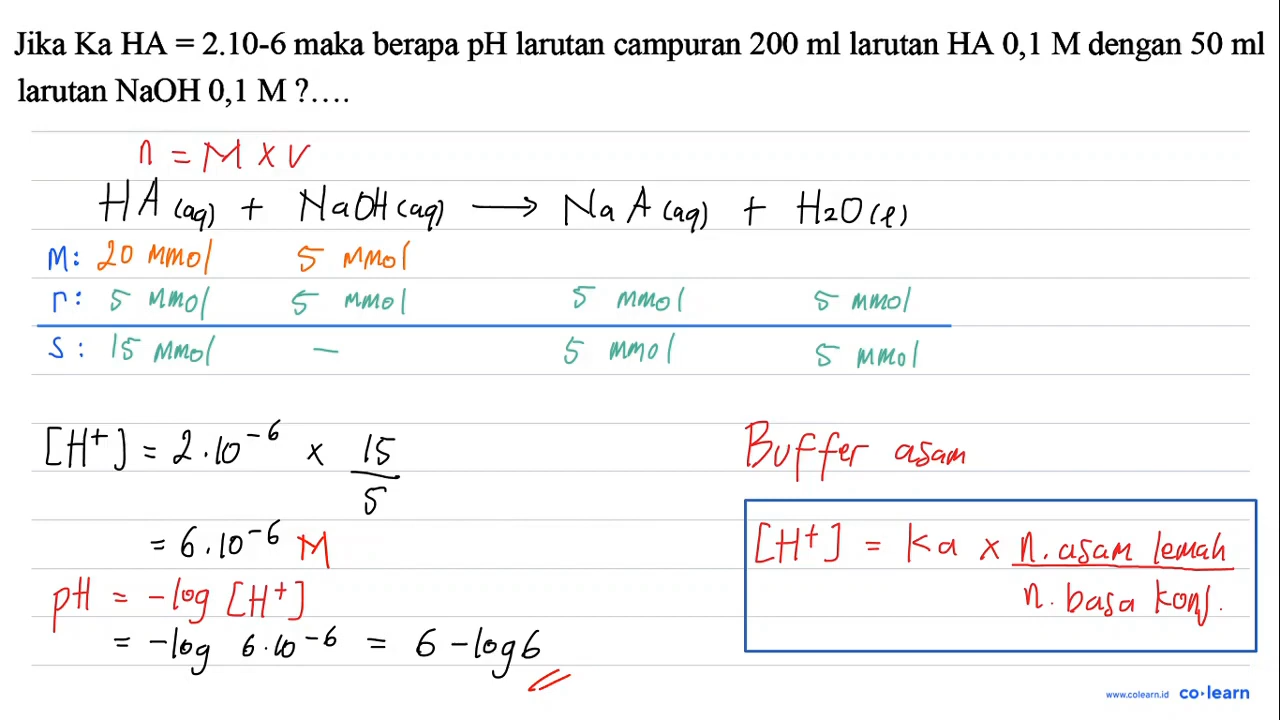 Jika Ka HA = 2.10-6 maka berapa pH larutan campuran 200 ml larutan HA 0,1 M dengan 50 ml
larutan NaOH 0,1 M ?....
n = M x V
HA (aq) + NaOH (aq) → NaA (aq) + H2O (l)
M: 20 mmol 5 mmol
r: 5 mmol 5 mmol 5 mmol 5 mmol
S: 15 mmol - 5 mmol 5 mmol
[H+] = 2.10^-6 x 15/5
= 6.10^-6 M
pH = -log [H+]
= -log 6.10^-6 = 6 - log 6
Buffer asam
[H+] = Ka x n. asam lemah / n. basa konj.
www.colearn.id co·learn